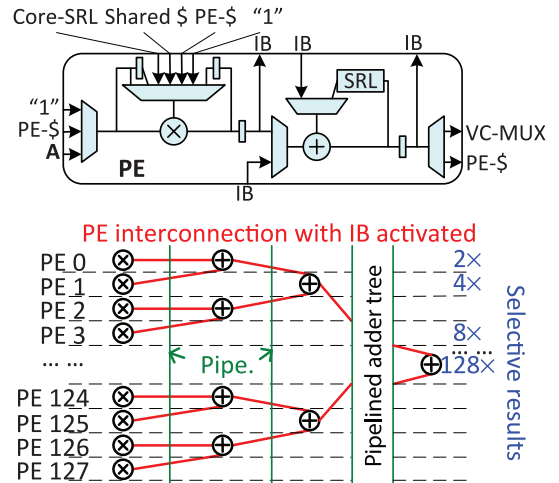 Core-SRL Shared $ PE-$ “1”
IB IB IB
SRL
“1”
PE-$
A
×
+
PE
VC-MUX
PE-$
IB
PE interconnection with IB activated
PE 0 2×
PE 1 4×
PE 2
PE 3 8×
... ... ... ...
Pipe.
128×
PE 124
PE 125
PE 126
PE 127
Pipelined adder tree
Selective results